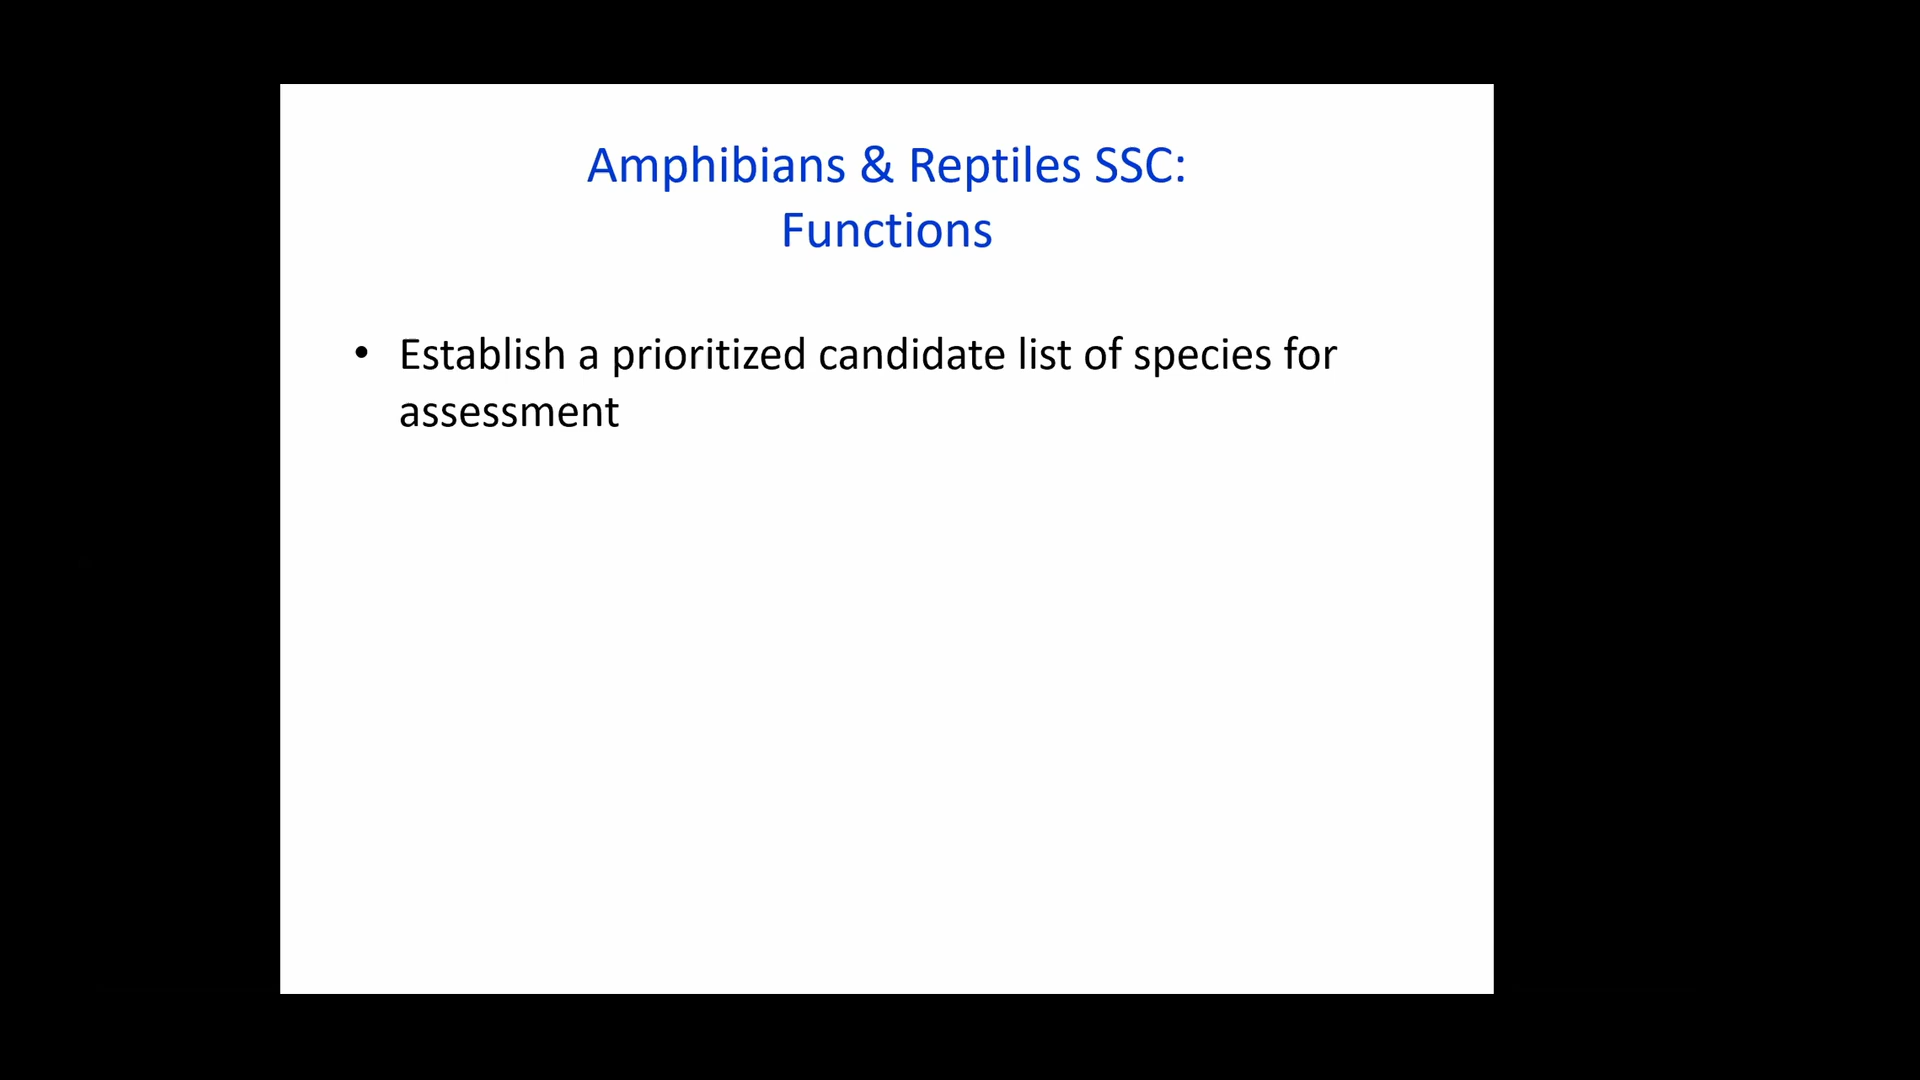 Amphibians & Reptiles SSC:
Functions
• Establish a prioritized candidate list of species for
assessment